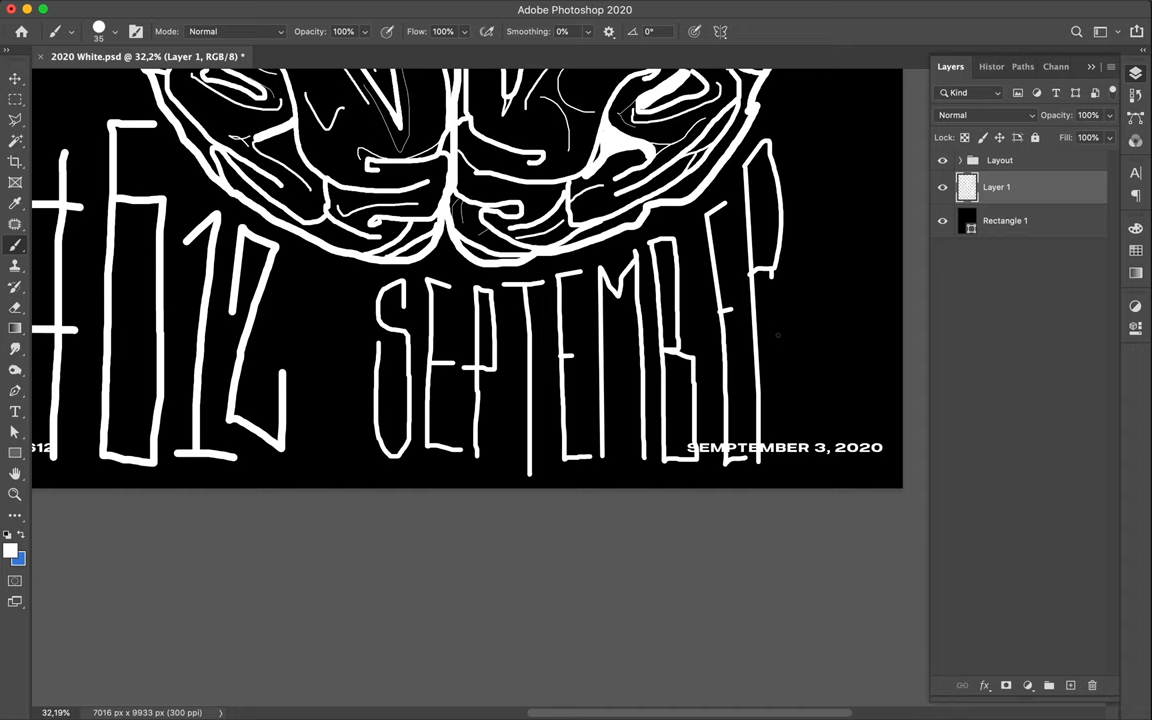 Adobe Photoshop 2020
35
Mode: Normal
Opacity: 100%
Flow: 100%
Smoothing: 0%
0°
2020 White.psd @ 32,2% (Layer 1, RGB/8) *
Layers
Histor
Paths
Chann
Kind
Normal
Opacity: 100%
Lock:
Fill: 100%
Layout
Layer 1
Rectangle 1
SEPTEMBER
SEMPTEMBER 3, 2020
32,19%
7016 px x 9933 px (300 ppi)